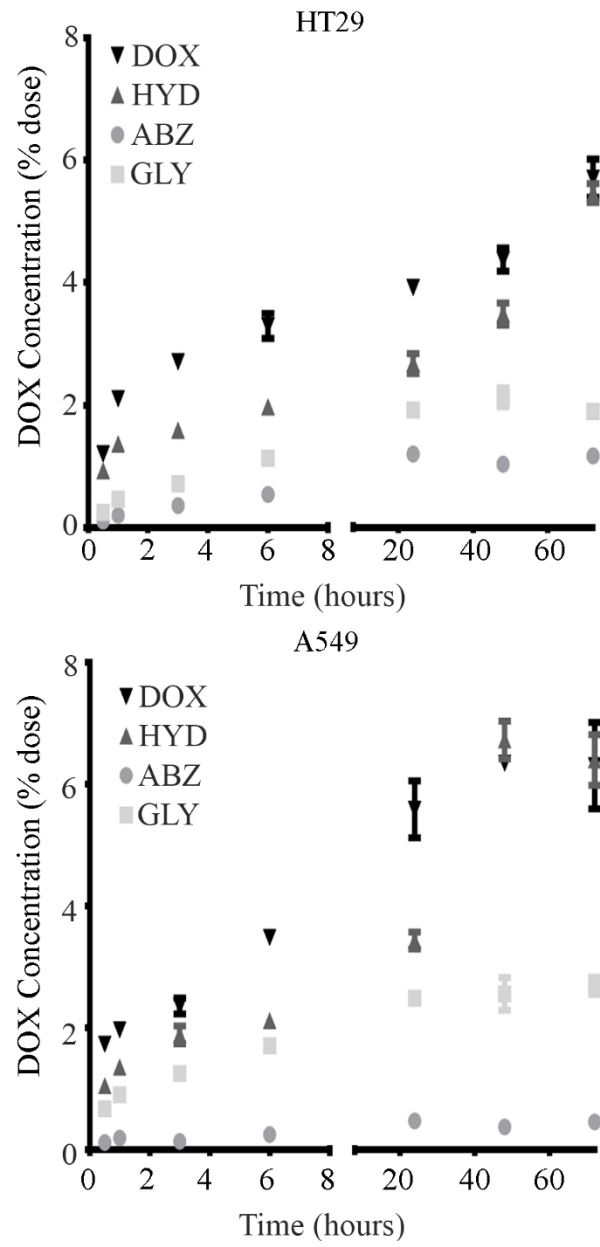 HT29
DOX
HYD
ABZ
GLY
DOX Concentration (% dose)
8
6
4
2
0
0 2 4 6 8 20 40 60
Time (hours)
A549
DOX
HYD
ABZ
GLY
DOX Concentration (% dose)
8
6
4
2
0
0 2 4 6 8 20 40 60
Time (hours)